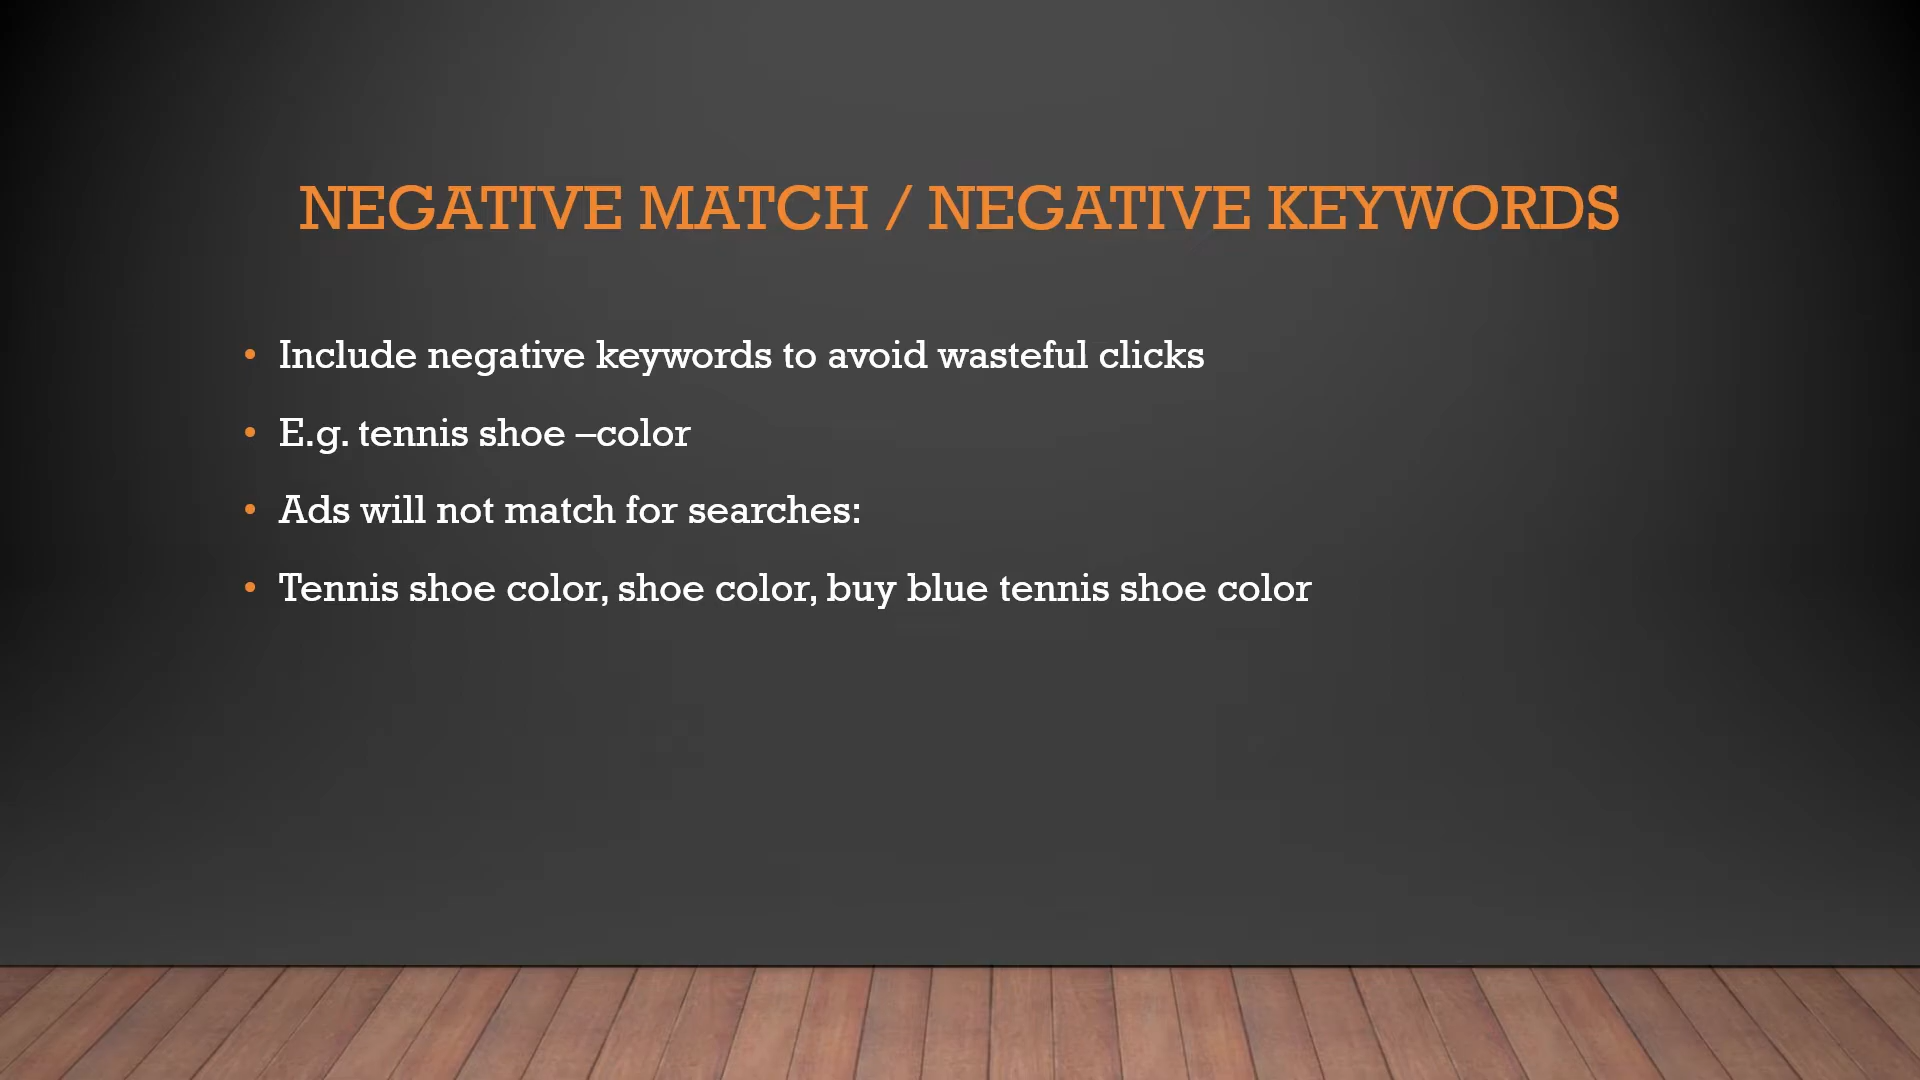 NEGATIVE MATCH / NEGATIVE KEYWORDS
• Include negative keywords to avoid wasteful clicks
• E.g. tennis shoe –color
• Ads will not match for searches:
• Tennis shoe color, shoe color, buy blue tennis shoe color